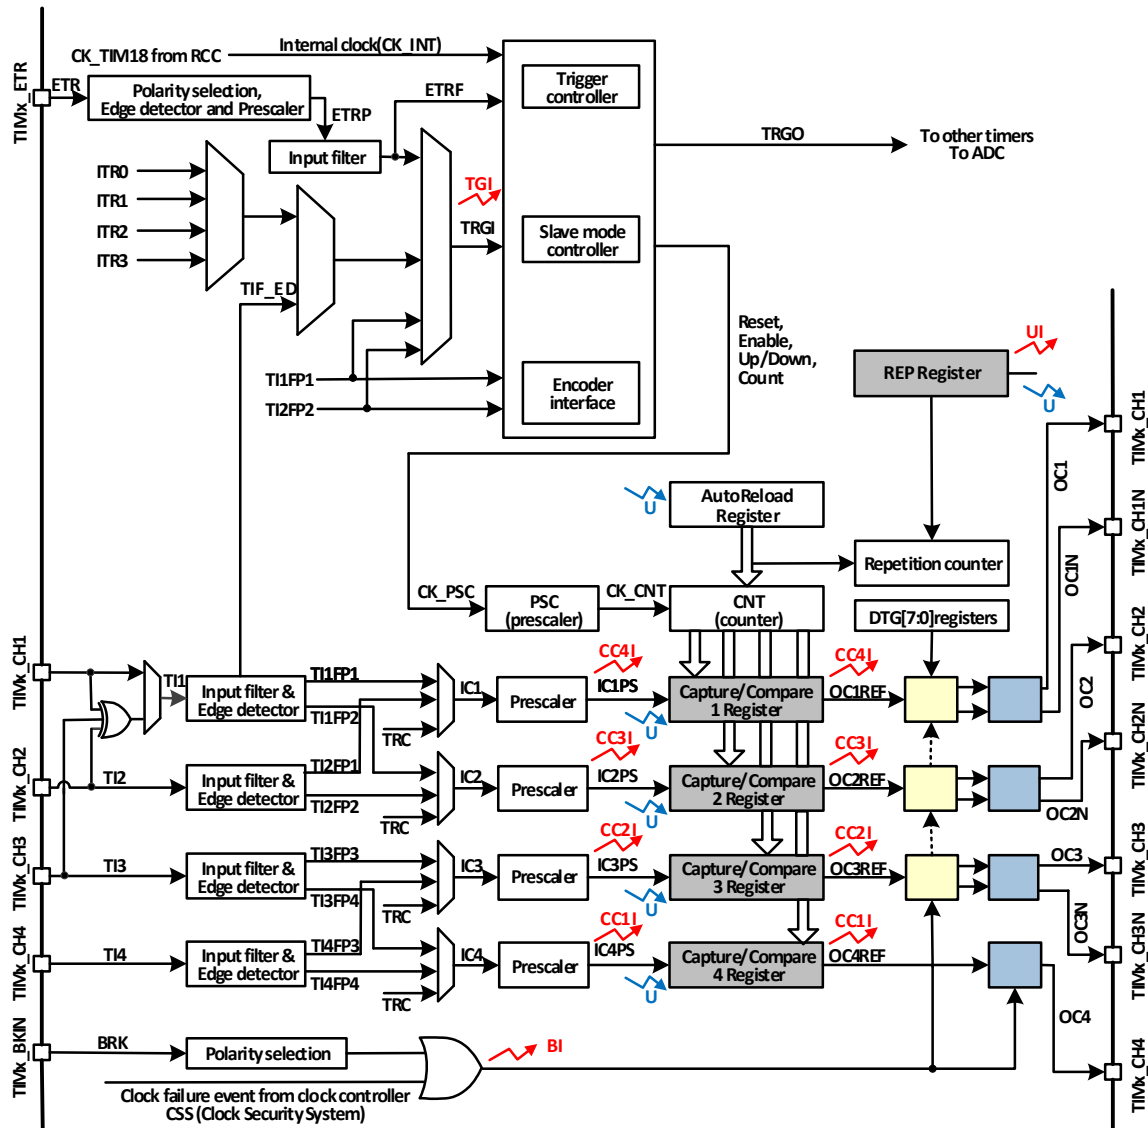 CK_TIM18 from RCC
Internal clock(CK_INT)
TIMx_ETR
ETR
Polarity selection,
Edge detector and Prescaler
ETRP
ETRF
Input filter
Trigger
controller
TRGO
To other timers
To ADC
ITR0
ITR1
ITR2
ITR3
TGI
TRGI
Slave mode
controller
TIF_ED
Reset,
Enable,
Up/Down,
Count
TI1FP1
TI2FP2
Encoder
interface
UI
REP Register
U
TIMx_CH1
OC1
U
AutoReload
Register
TIMx_CH1N
OC1N
Repetition counter
CK_PSC
PSC
(prescaler)
CK_CNT
CNT
(counter)
DTG[7:0]registers
TIMx_CH1
TI1
Input filter &
Edge detector
TI1FP1
TI1FP2
TRC
IC1
Prescaler
CC4I
IC1PS
U
Capture/Compare
1 Register
CC4I
OC1REF
OC2
TIMx_CH2
TIMx_CH2
TI2
Input filter &
Edge detector
TI2FP1
TI2FP2
TRC
IC2
Prescaler
CC3I
IC2PS
U
Capture/Compare
2 Register
CC3I
OC2REF
OC2N
TIMx_CH2N
TIMx_CH3
TI3
Input filter &
Edge detector
TI3FP3
TI3FP4
TRC
IC3
Prescaler
CC2I
IC3PS
U
Capture/Compare
3 Register
CC2I
OC3REF
OC3
TIMx_CH3
OC3N
TIMx_CH3N
TIMx_CH4
TI4
Input filter &
Edge detector
TI4FP3
TI4FP4
TRC
IC4
Prescaler
CC1I
IC4PS
U
Capture/Compare
4 Register
CC1I
OC4REF
OC4
TIMx_CH4
TIMx_BKIN
BRK
Polarity selection
BI
Clock failure event from clock controller
CSS (Clock Security System)